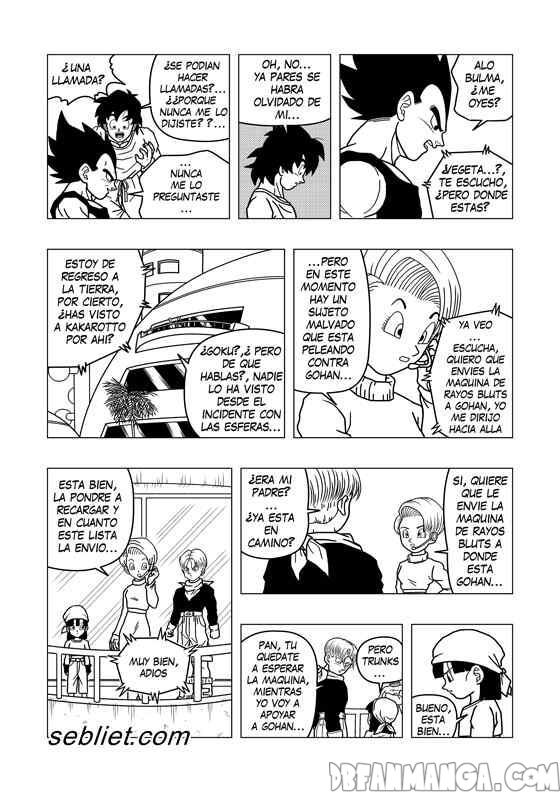 ¿UNA
LLAMADA?
¿SE PODIAN
HACER
LLAMADAS?...
¿¿PORQUE
NUNCA ME LO
DIJISTE? ?...
NUNCA
ME LO
PREGUNTASTE
...
OH, NO...
YA PARES SE
HABRA
OLVIDADO DE
MI...
ALO
BULMA,
¿ME
OYES?
¿VEGETA...?,
TE ESCUCHO,
¿PERO DONDE
ESTAS?
ESTOY DE
REGRESO A
LA TIERRA,
POR CIERTO,
¿HAS VISTO
A KAKAROTTO
POR AHI?
¿GOKU?,¿ PERO
DE QUE
HABLAS?, NADIE
LO HA VISTO
DESDE EL
INCIDENTE CON
LAS ESFERAS...
...PERO
EN ESTE
MOMENTO
HAY UN
SUJETO
MALVADO
QUE ESTA
PELEANDO
CONTRA
GOHAN...
YA VEO
...
ESCUCHA,
QUIERO QUE
ENVIES LA
MAQUINA DE
RAYOS BLUTS
A GOHAN, YO
ME DIRIJO
HACIA ALLA
ESTA BIEN,
LA PONDRE A
RECARGAR Y
EN CUANTO
ESTE LISTA
LA ENVIO...
MUY BIEN,
ADIOS
¿ERA MI
PADRE?
...
¿YA ESTA
EN
CAMINO?
SI, QUIERE
QUE LE
ENVIE LA
MAQUINA
DE RAYOS
BLUTS A
DONDE
ESTA
GOHAN...
PAN, TU
QUEDATE
A ESPERAR
LA MAQUINA,
MIENTRAS
YO VOY A
APOYAR
A GOHAN...
PERO
TRUNKS
...
BUENO,
ESTA
BIEN...
sebliet.com
DBFANMANGA.COM